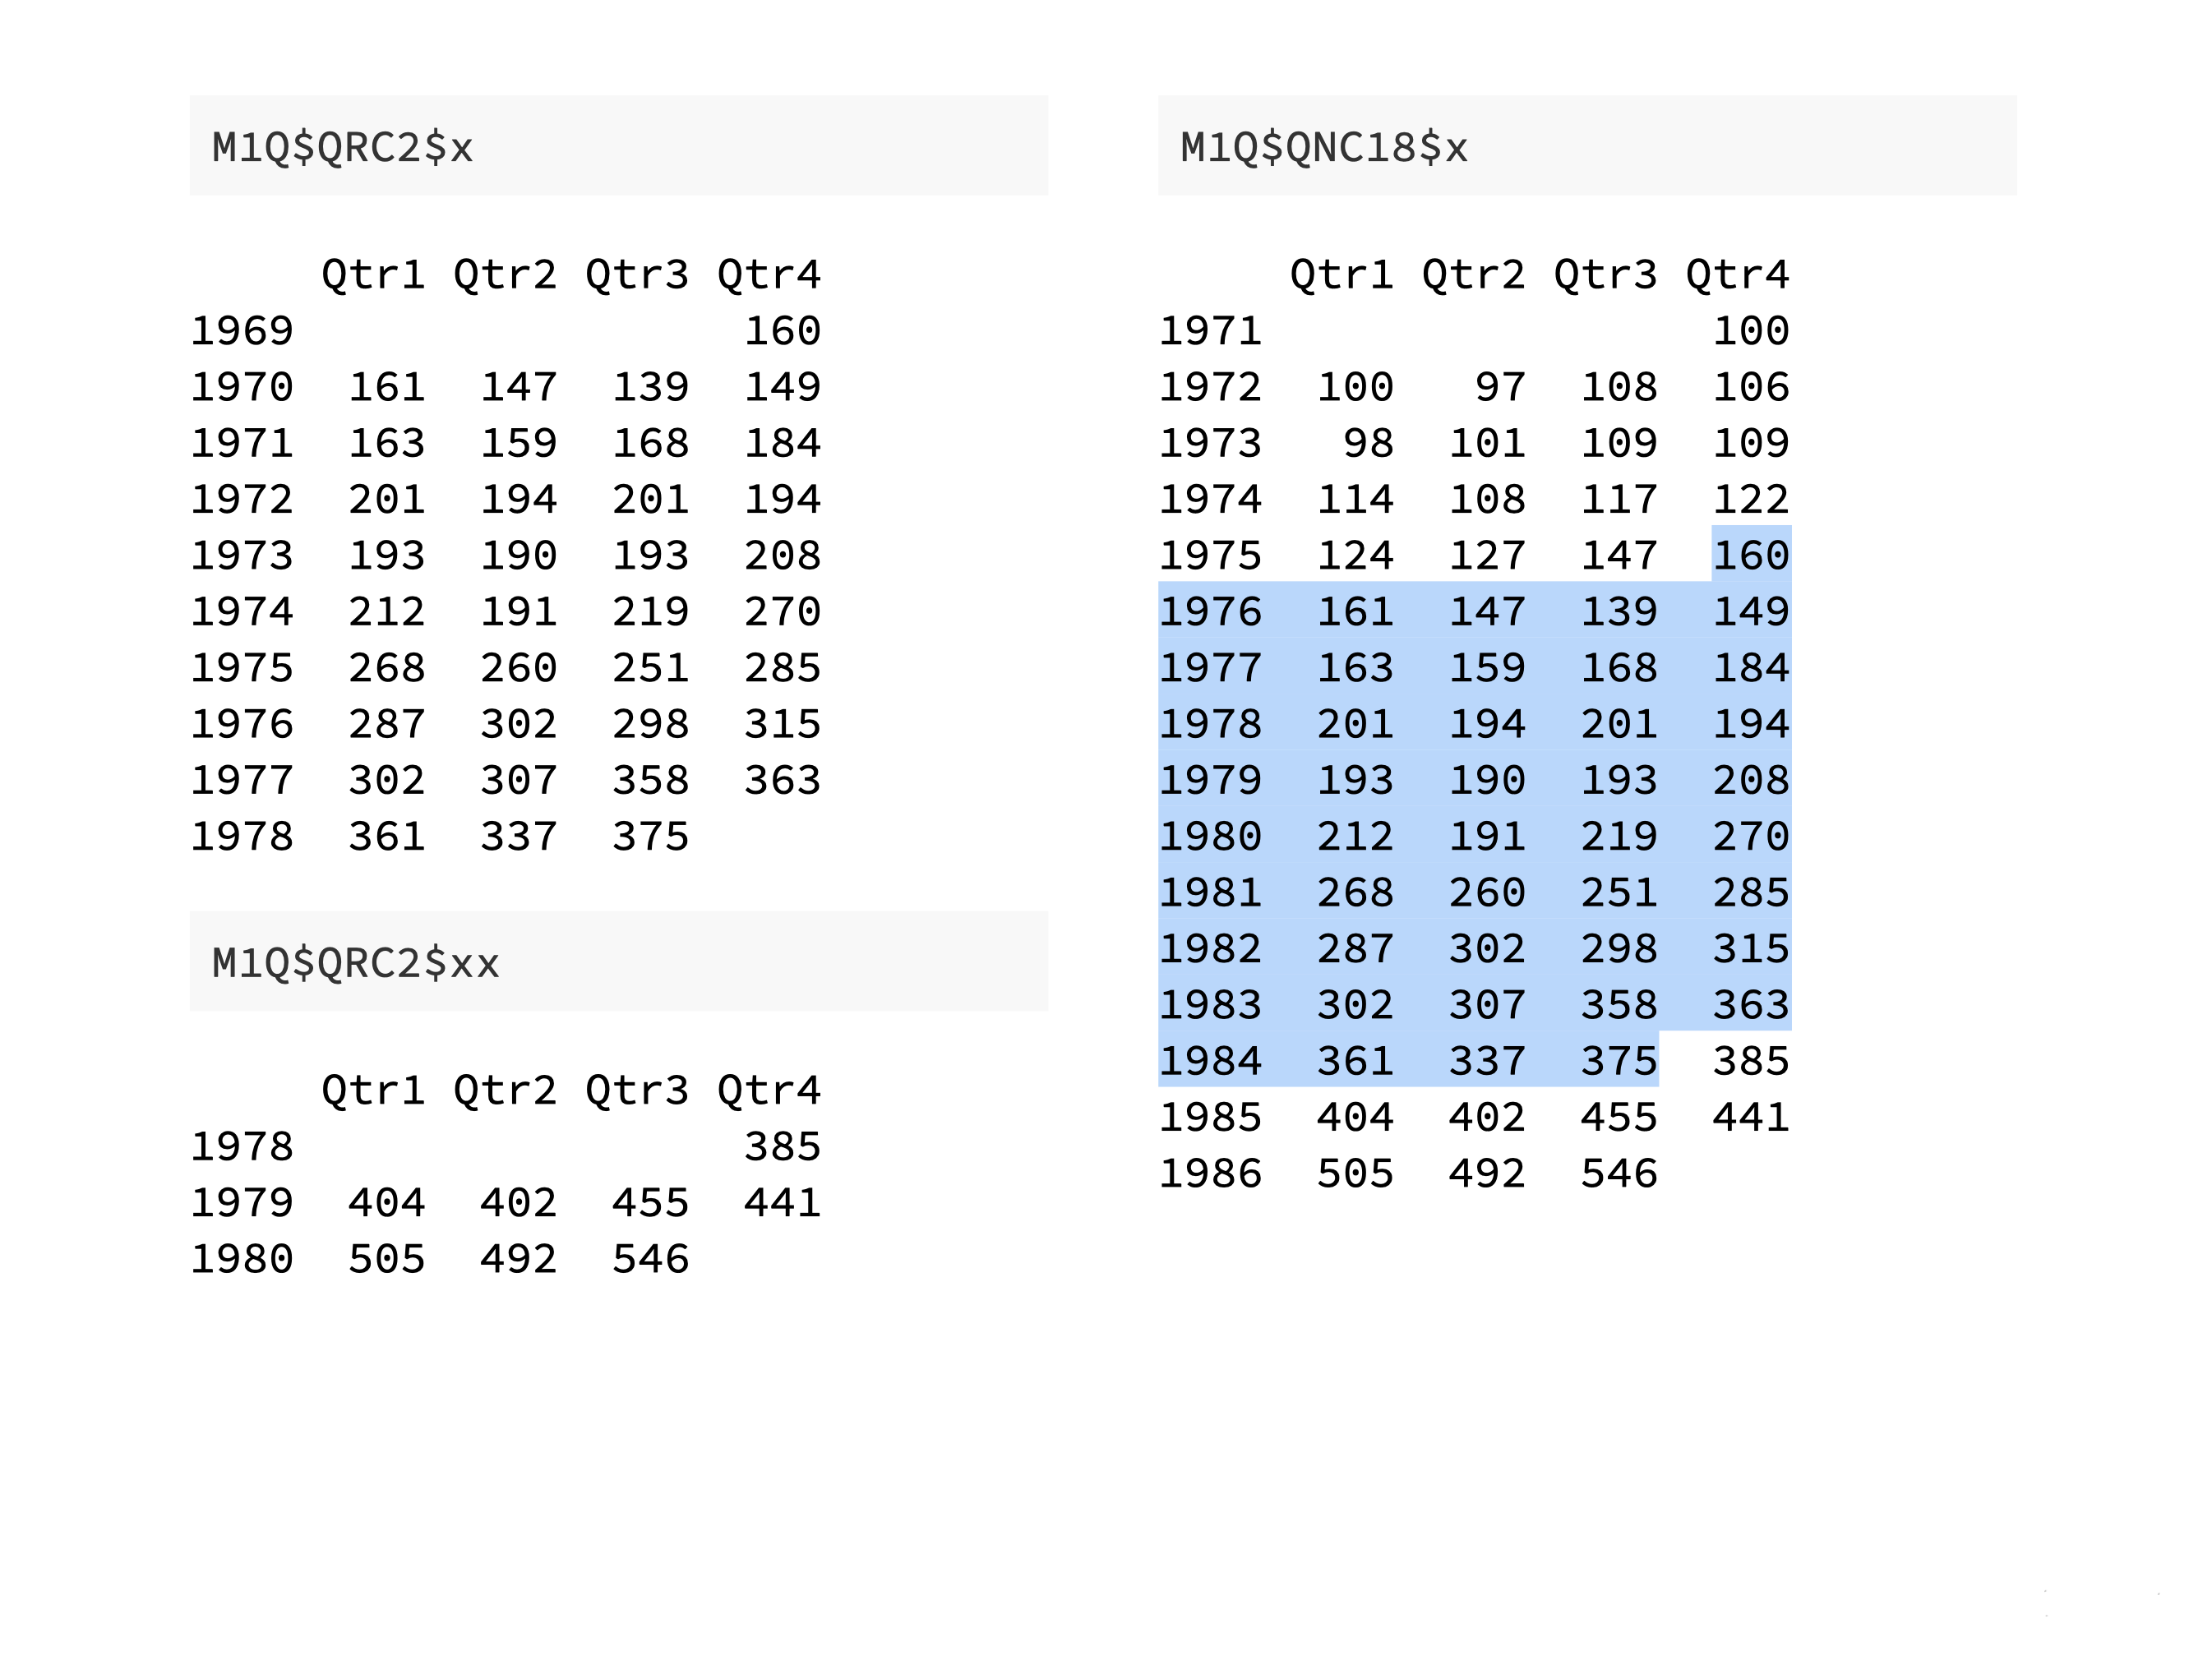 M1Q$QRC2$x
     Qtr1 Qtr2 Qtr3 Qtr4
1969                 160
1970  161  147  139  149
1971  163  159  168  184
1972  201  194  201  194
1973  193  190  193  208
1974  212  191  219  270
1975  268  260  251  285
1976  287  302  298  315
1977  302  307  358  363
1978  361  337  375
M1Q$QRC2$xx
     Qtr1 Qtr2 Qtr3 Qtr4
1978                 385
1979  404  402  455  441
1980  505  492  546
M1Q$QNC18$x
     Qtr1 Qtr2 Qtr3 Qtr4
1971                 100
1972  100   97  108  106
1973   98  101  109  109
1974  114  108  117  122
1975  124  127  147  160
1976  161  147  139  149
1977  163  159  168  184
1978  201  194  201  194
1979  193  190  193  208
1980  212  191  219  270
1981  268  260  251  285
1982  287  302  298  315
1983  302  307  358  363
1984  361  337  375  385
1985  404  402  455  441
1986  505  492  546